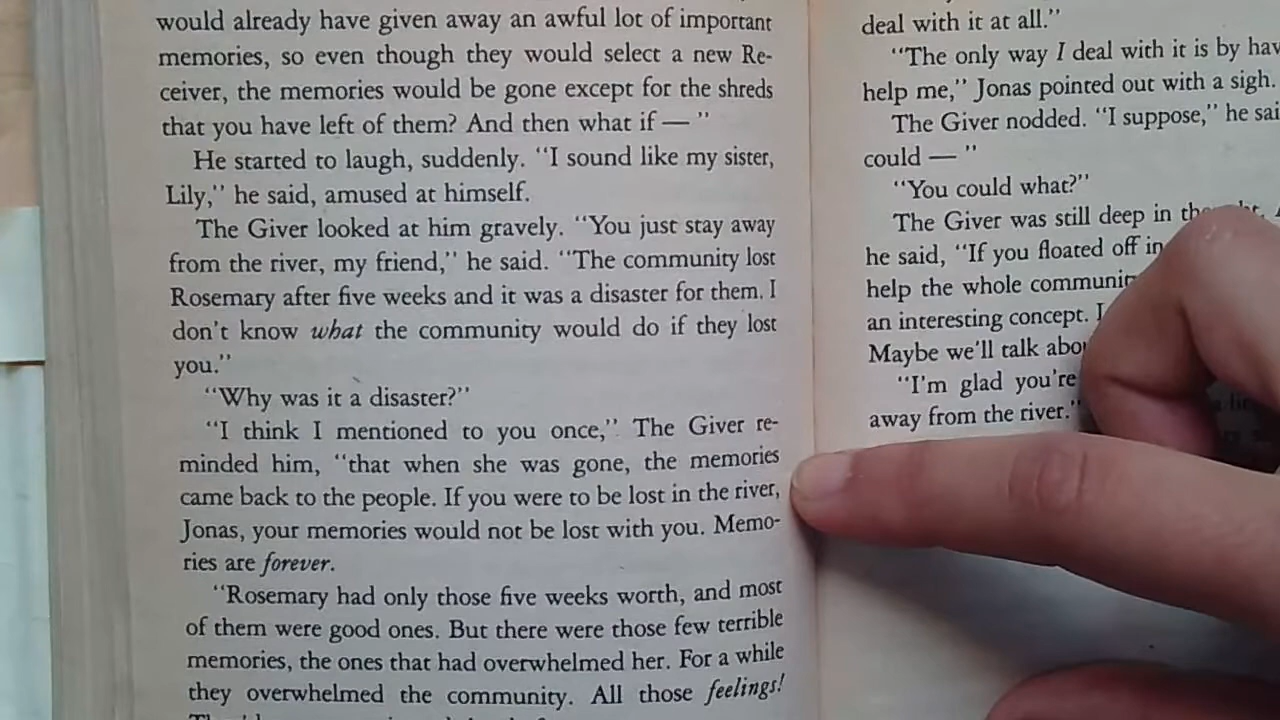 would already have given away an awful lot of important
memories, so even though they would select a new Re-
ceiver, the memories would be gone except for the shreds
that you have left of them? And then what if — ”
He started to laugh, suddenly. “I sound like my sister,
Lily,” he said, amused at himself.
The Giver looked at him gravely. “You just stay away
from the river, my friend,” he said. “The community lost
Rosemary after five weeks and it was a disaster for them. I
don’t know what the community would do if they lost
you.”
“Why was it a disaster?”
“I think I mentioned to you once,” The Giver re-
minded him, “that when she was gone, the memories
came back to the people. If you were to be lost in the river,
Jonas, your memories would not be lost with you. Memo-
ries are forever.
“Rosemary had only those five weeks worth, and most
of them were good ones. But there were those few terrible
memories, the ones that had overwhelmed her. For a while
they overwhelmed the community. All those feelings!
deal with it at all.”
“The only way I deal with it is by
help me,” Jonas pointed out with a sigh.
The Giver nodded. “I suppose,” he
could — ”
“You could what?”
The Giver was still deep in
he said, “If you floated off in
help the whole
an interesting concept. I
Maybe we’ll talk
“I’m glad you’re
away from the river.”